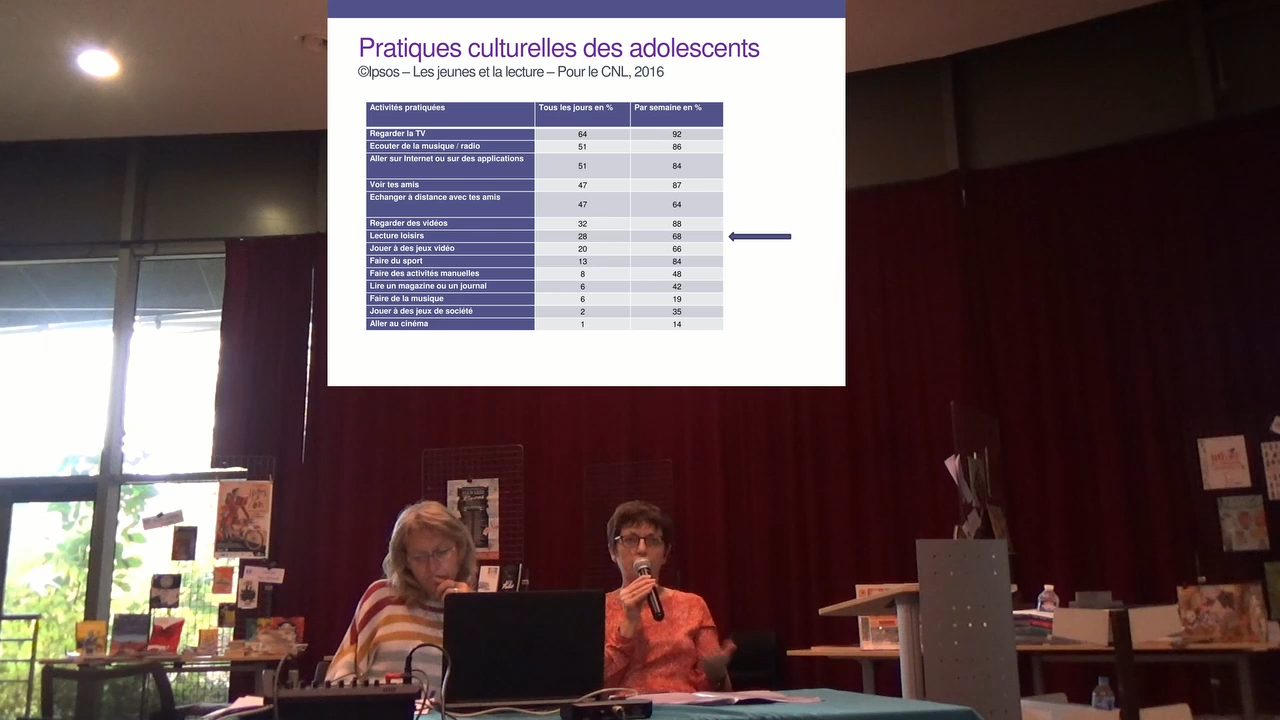 Pratiques culturelles des adolescents
©Ipsos – Les jeunes et la lecture – Pour le CNL, 2016
Activités pratiquées Tous les jours en % Par semaine en %
Regarder la TV 64 92
Ecouter de la musique / radio 51 86
Aller sur Internet ou sur des applications 51 84
Voir tes amis 47 87
Echanger à distance avec tes amis 47 64
Regarder des vidéos 32 88
Lecture loisirs 28 68
Jouer à des jeux vidéo 20 66
Faire du sport 13 84
Faire des activités manuelles 8 48
Lire un magazine ou un journal 6 42
Faire de la musique 6 19
Jouer à des jeux de société 2 35
Aller au cinéma 1 14